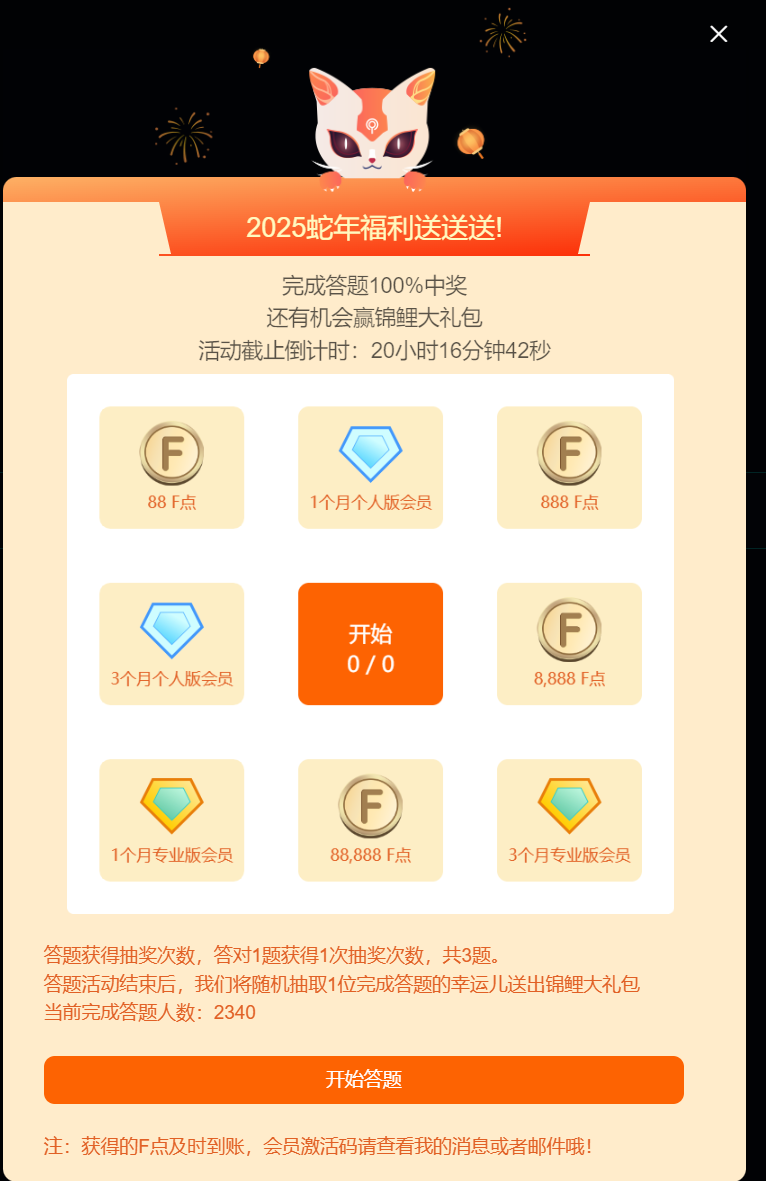 2025蛇年福利送送送!
完成答题100%中奖
还有机会赢锦鲤大礼包
活动截止倒计时：20小时16分钟42秒
F F
88 F点 1个月个人版会员 888 F点
开始
F
0 / 0
3个月个人版会员 8,888 F点
F
1个月专业版会员 88,888 F点 3个月专业版会员
答题获得抽奖次数，答对1题获得1次抽奖次数，共3题。
答题活动结束后，我们将随机抽取1位完成答题的幸运儿送出锦鲤大礼包
当前完成答题人数：2340
开始答题
注：获得的F点及时到账，会员激活码请查看我的消息或者邮件哦！